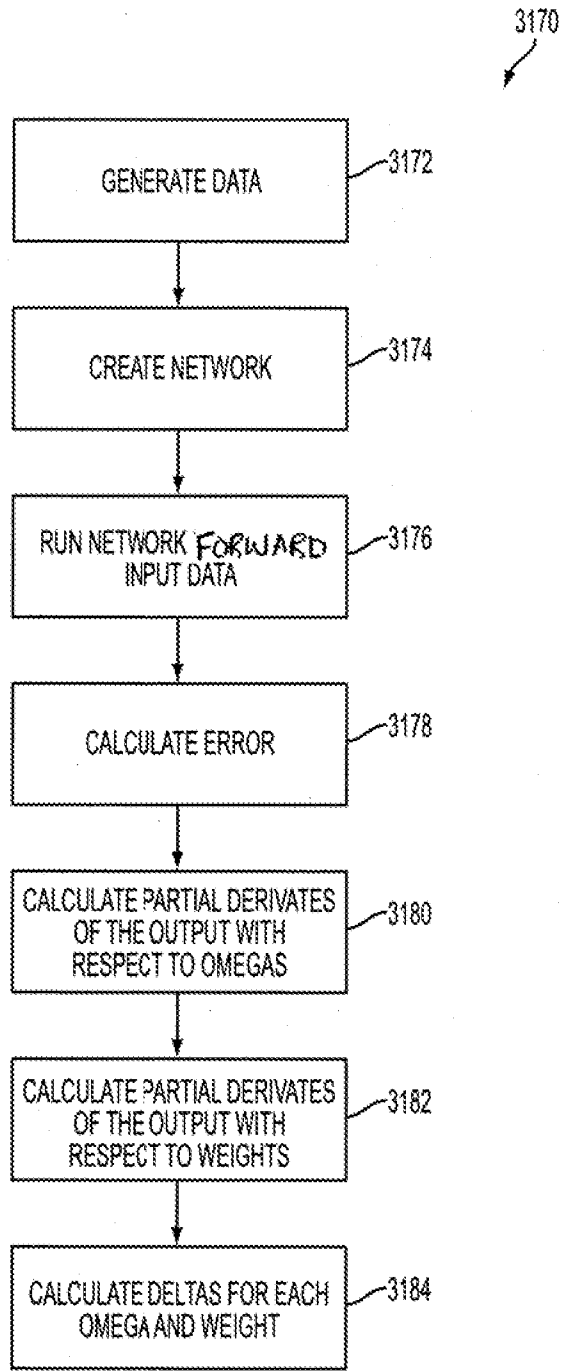 3170
GENERATE DATA
3172
CREATE NETWORK
3174
RUN NETWORK FORWARD
INPUT DATA
3176
CALCULATE ERROR
3178
CALCULATE PARTIAL DERIVATES
OF THE OUTPUT WITH
RESPECT TO OMEGAS
3180
CALCULATE PARTIAL DERIVATES
OF THE OUTPUT WITH
RESPECT TO WEIGHTS
3182
CALCULATE DELTAS FOR EACH
OMEGA AND WEIGHT
3184